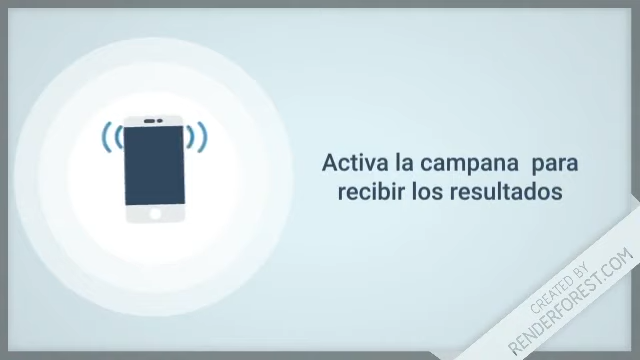 Activa la campana  para
recibir los resultados
CREATED BY
RENDERFOREST.COM